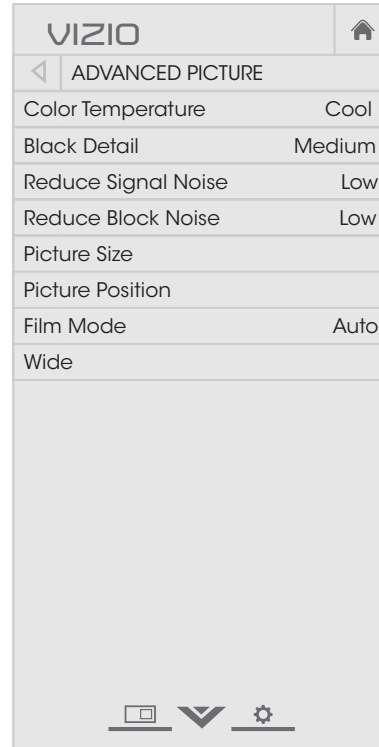 VIZIO
ADVANCED PICTURE
Color Temperature Cool
Black Detail Medium
Reduce Signal Noise Low
Reduce Block Noise Low
Picture Size
Picture Position
Film Mode Auto
Wide